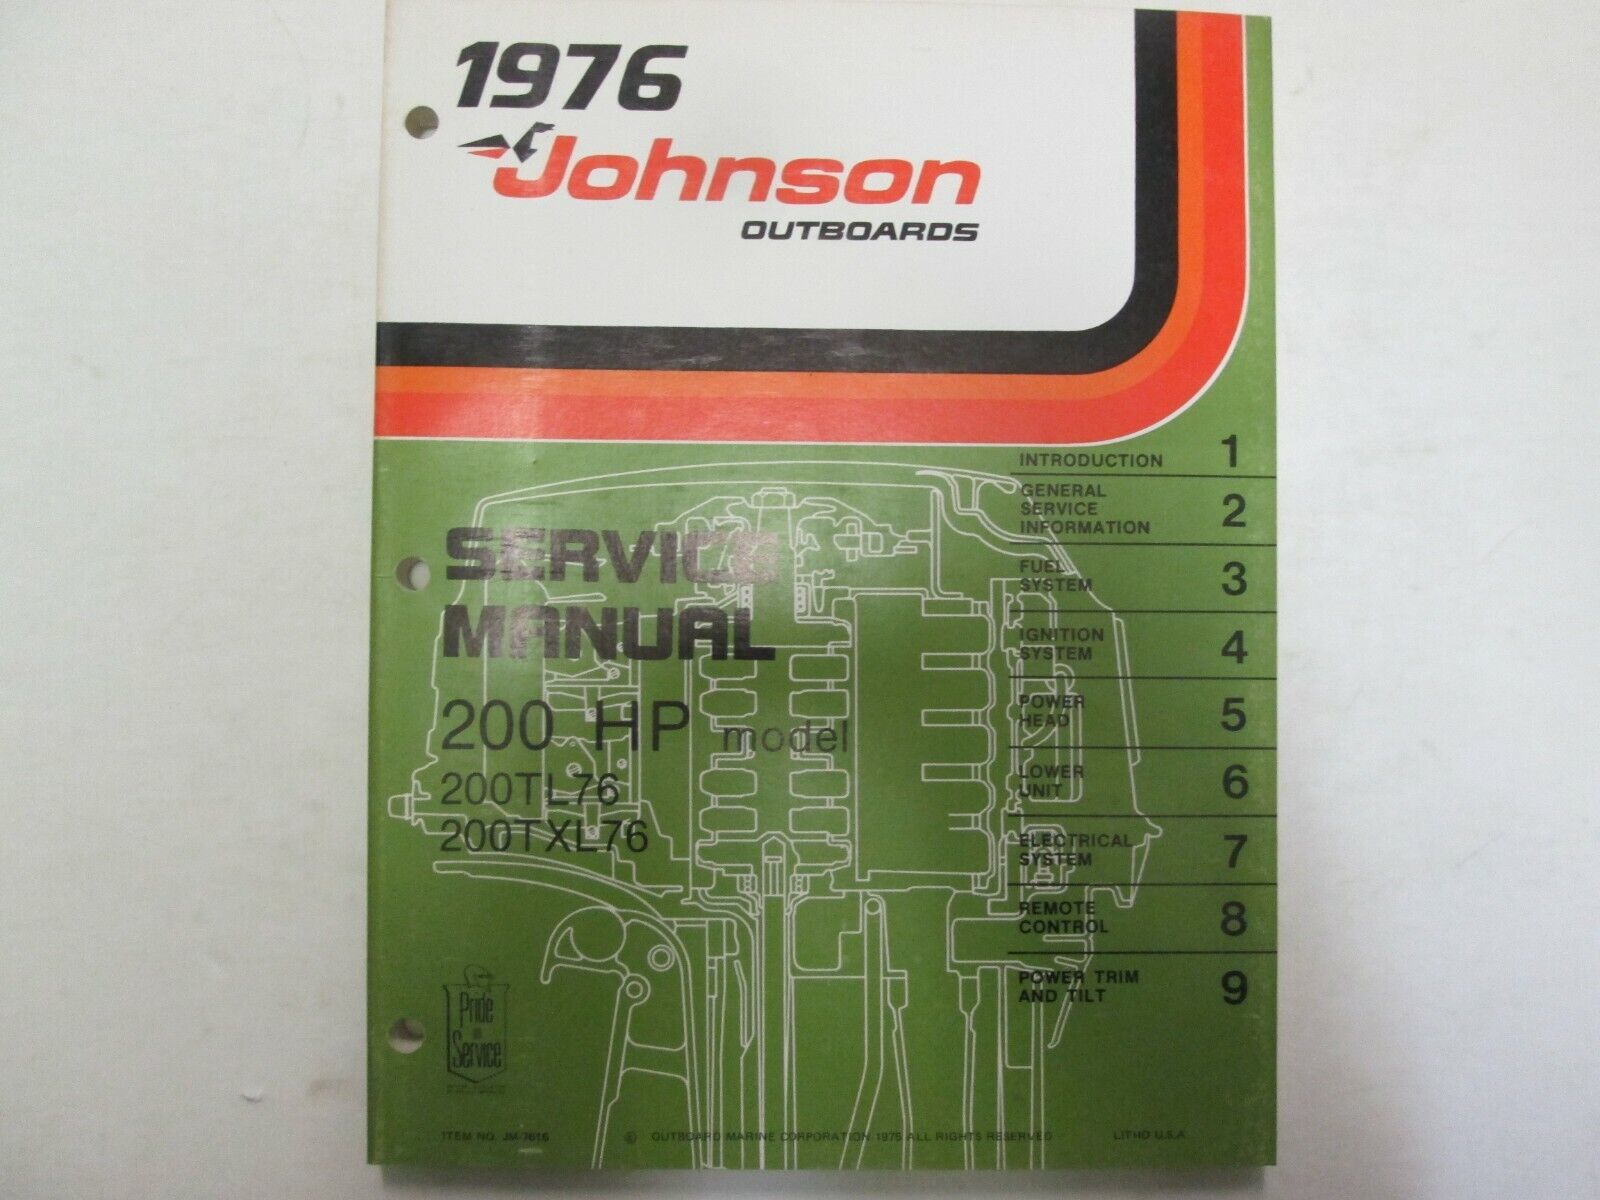 1976
Johnson
OUTBOARDS
SERVICE
MANUAL
200 HP model
200TL76
200TXL76
INTRODUCTION 1
GENERAL
SERVICE
INFORMATION 2
FUEL
SYSTEM 3
IGNITION
SYSTEM 4
POWER
HEAD 5
LOWER
UNIT 6
ELECTRICAL
SYSTEM 7
REMOTE
CONTROL 8
POWER TRIM
AND TILT 9
Pride
in
Service
ITEM NO. JM-7616
© OUTBOARD MARINE CORPORATION 1975 ALL RIGHTS RESERVED
LITHO U.S.A.